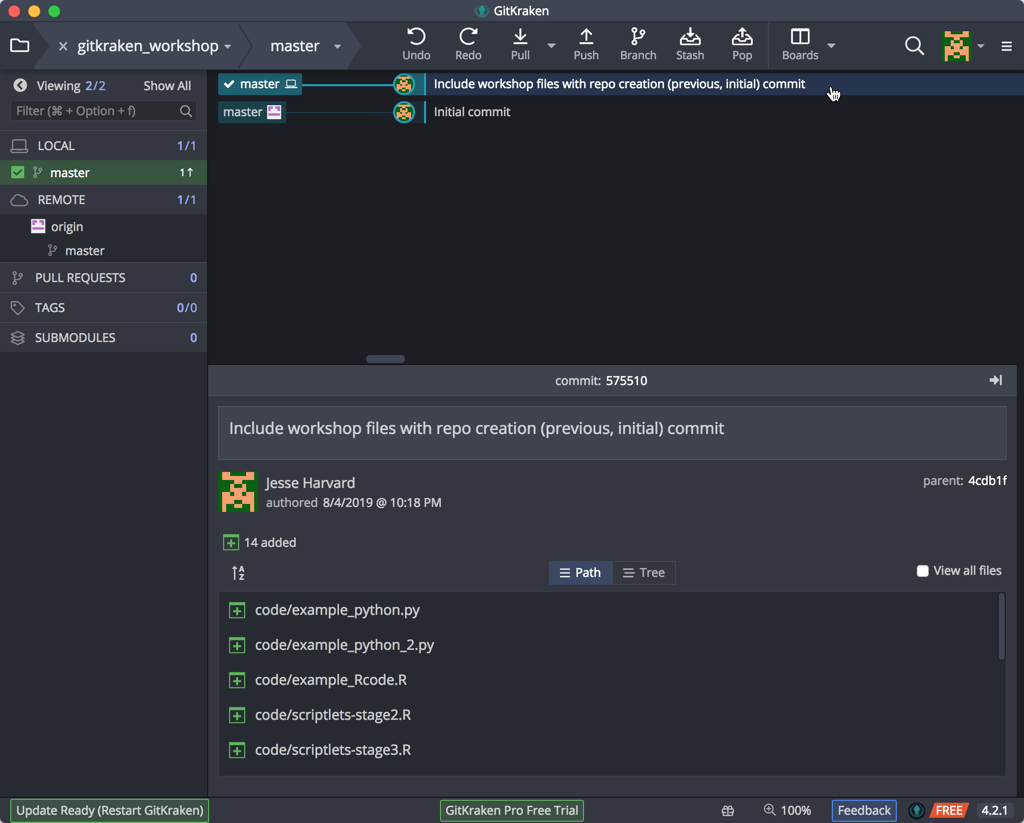 GitKraken
gitkraken_workshop
master
Undo
Redo
Pull
Push
Branch
Stash
Pop
Boards
Viewing 2/2
Show All
Filter (⌘ + Option + f)
LOCAL 1/1
master 1↑
REMOTE 1/1
origin
master
PULL REQUESTS 0
TAGS 0/0
SUBMODULES 0
master
Include workshop files with repo creation (previous, initial) commit
master
Initial commit
commit: 575510
Include workshop files with repo creation (previous, initial) commit
Jesse Harvard
authored 8/4/2019 @ 10:18 PM
parent: 4cdb1f
14 added
A
Z
Path
Tree
View all files
code/example_python.py
code/example_python_2.py
code/example_Rcode.R
code/scriptlets-stage2.R
code/scriptlets-stage3.R
Update Ready (Restart GitKraken)
GitKraken Pro Free Trial
100%
Feedback
FREE
4.2.1